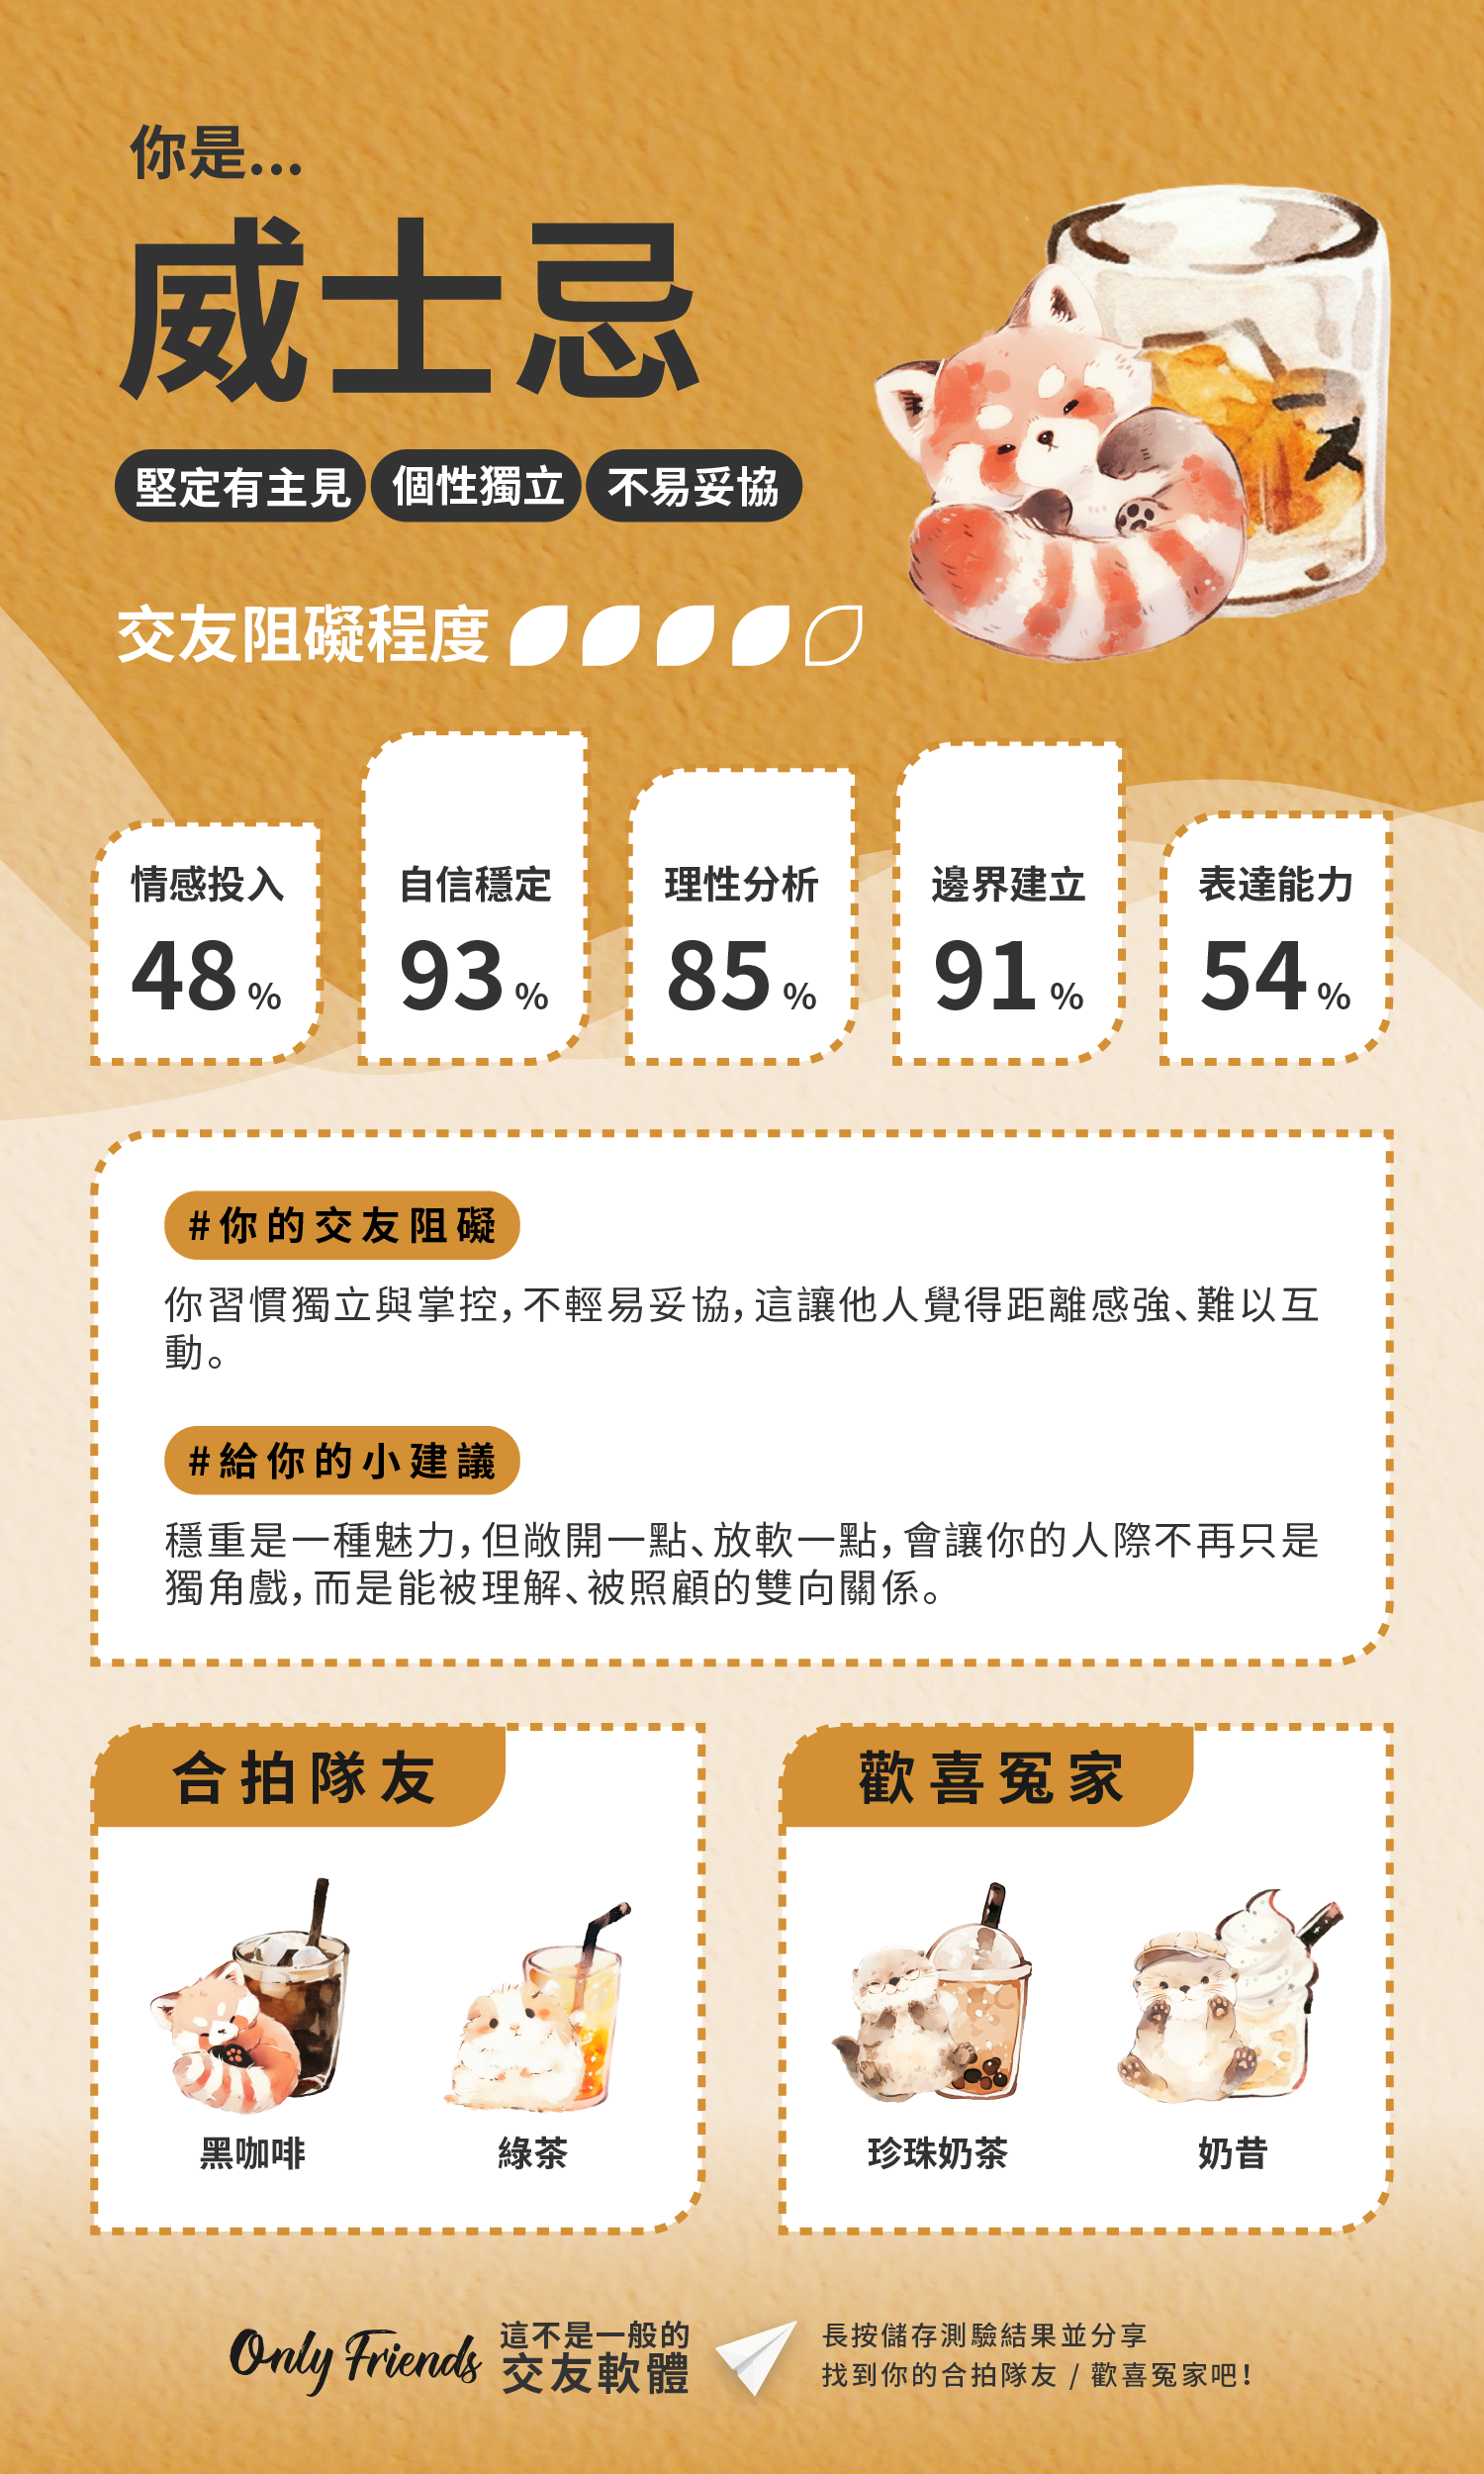 你是...
威士忌
堅定有主見 個性獨立 不易妥協
交友阻礙程度
情感投入 自信穩定 理性分析 邊界建立 表達能力
48% 93% 85% 91% 54%
#你的交友阻礙
你習慣獨立與掌控，不輕易妥協，這讓他人覺得距離感強、難以互
動。
#給你的小建議
穩重是一種魅力，但敞開一點、放軟一點，會讓你的人際不再只是
獨角戲，而是能被理解、被照顧的雙向關係。
合拍隊友 歡喜冤家
黑咖啡 綠茶 珍珠奶茶 奶昔
Only Friends
這不是一般的
交友軟體
長按儲存測驗結果並分享
找到你的合拍隊友 / 歡喜冤家吧！